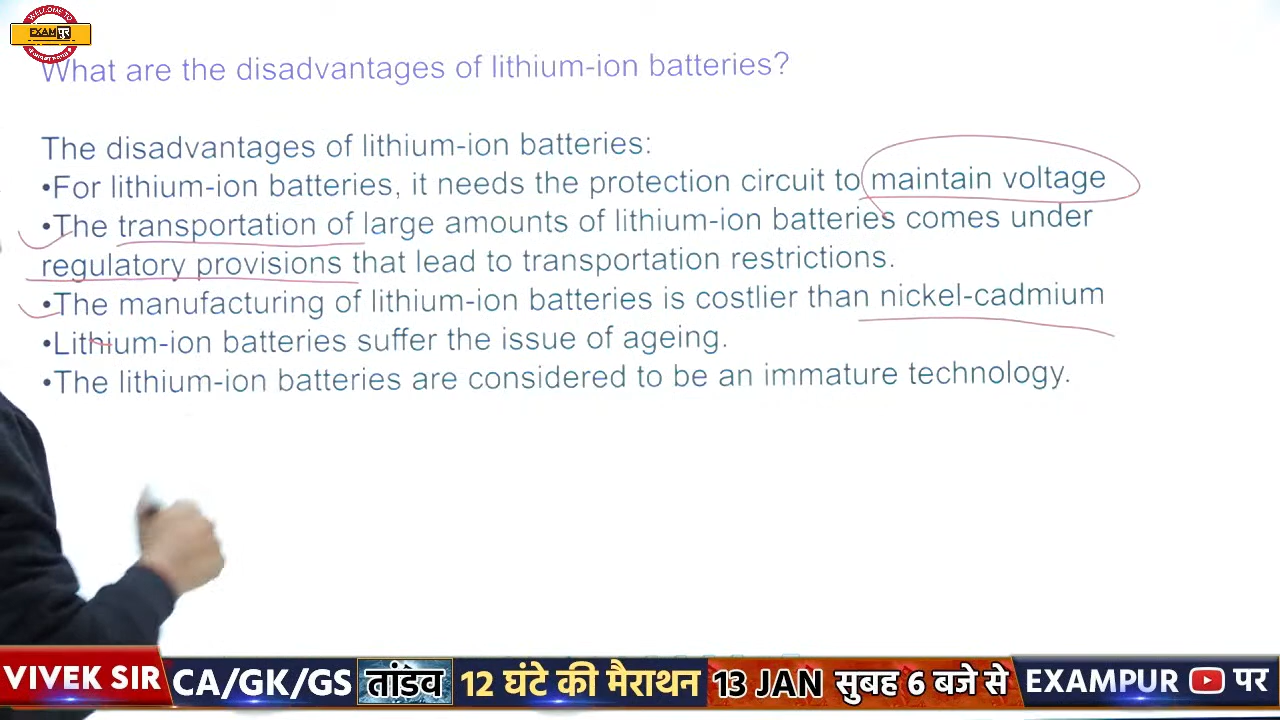 WELCOME TO
EXAM पुर
What are the disadvantages of lithium-ion batteries?
The disadvantages of lithium-ion batteries:
•For lithium-ion batteries, it needs the protection circuit to maintain voltage
•The transportation of large amounts of lithium-ion batteries comes under
regulatory provisions that lead to transportation restrictions.
•The manufacturing of lithium-ion batteries is costlier than nickel-cadmium
•Lithium-ion batteries suffer the issue of ageing.
•The lithium-ion batteries are considered to be an immature technology.
VIVEK SIR CA/GK/GS तांडव 12 घंटे की मैराथन 13 JAN सुबह 6 बजे से EXAMPUR पर